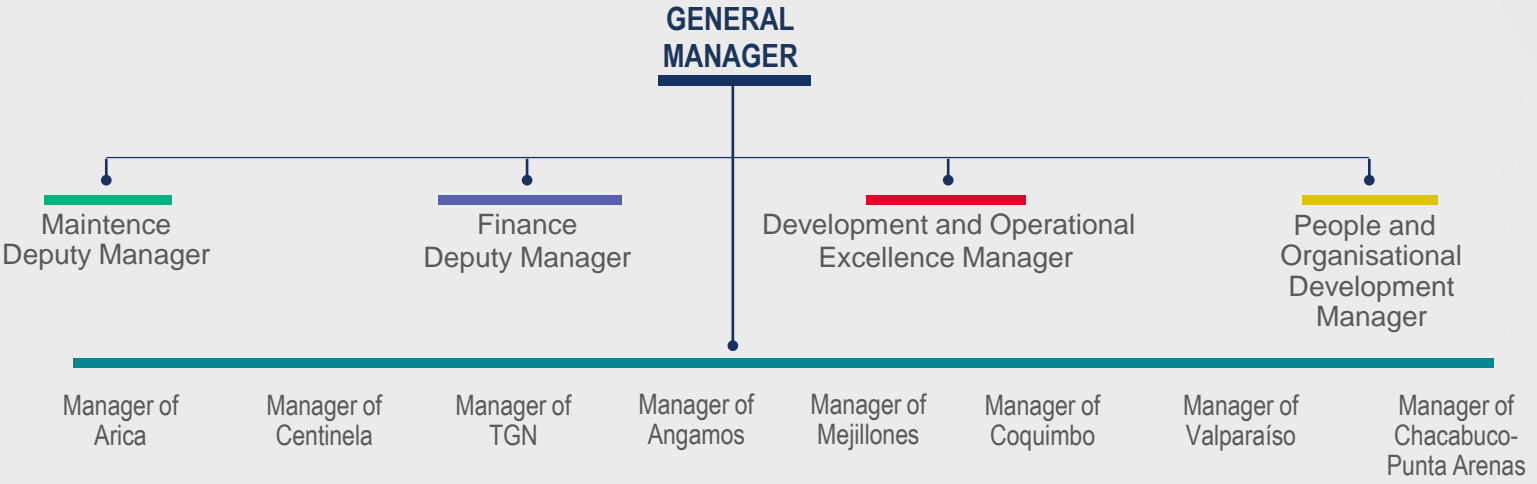 GENERAL
MANAGER
Maintence
Deputy Manager
Finance
Deputy Manager
Development and Operational
Excellence Manager
People and
Organisational
Development
Manager
Manager of
Arica
Manager of
Centinela
Manager of
TGN
Manager of
Angamos
Manager of
Mejillones
Manager of
Coquimbo
Manager of
Valparaíso
Manager of
Chacabuco-
Punta Arenas